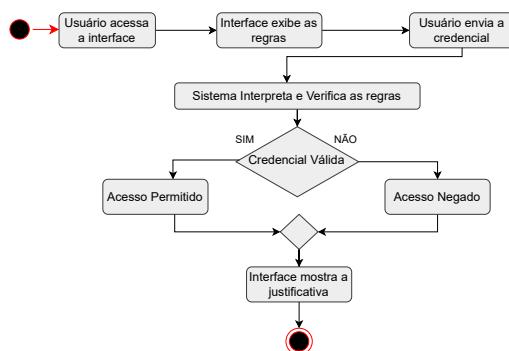 Usuário acessa
a interface
Interface exibe as
regras
Usuário envia a
credencial
Sistema Interpreta e Verifica as regras
SIM
NÃO
Credencial Válida
Acesso Permitido
Acesso Negado
Interface mostra a
justificativa